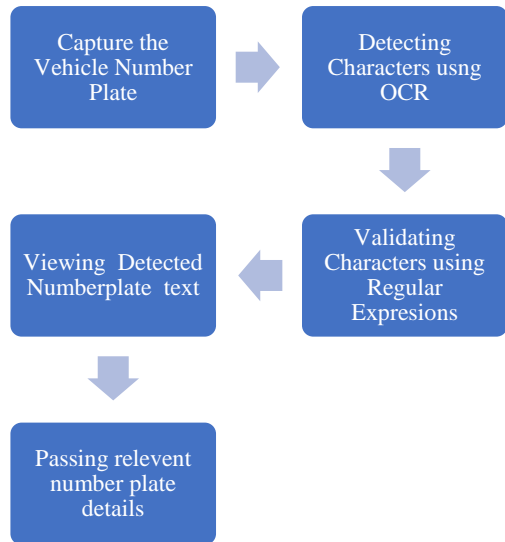 Capture the
Vehicle Number
Plate
Detecting
Characters usng
OCR
Validating
Characters using
Regular
Expresions
Viewing Detected
Numberplate text
Passing relevent
number plate
details